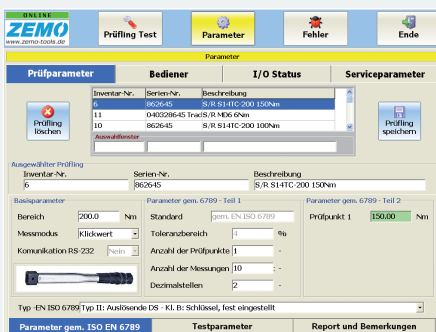 ONLINE
ZEMO
www.zemo-tools.de
Prüfling Test
Parameter
Fehler
Ende
Parameter
Prüfparameter
Bediener
I/O Status
Serviceparameter
Inventar-Nr. Serien-Nr. Beschreibung
6 862645 S/R S14TC-200 150Nm
11 040328645 Trad S/R MD6 6Nm
10 862645 S/R S14TC-200 100Nm
Auswahlfenster
Prüfling
löschen
Prüfling
speichern
Ausgewählter Prüfling
Inventar-Nr. Serien-Nr. Beschreibung
6 862645 S/R S14TC-200 150Nm
Basisparameter
Bereich 200.0 Nm
Messmodus Klickwert
Komunikation RS-232 Nein
Parameter gem. 6789 - Teil 1
Standard gem. EN ISO 6789
Toleranzbereich 4 %
Anzahl der Prüfpunkte 1 -
Anzahl der Messungen 10 -
Dezimalstellen 2 -
Parameter gem. 6789 - Teil 2
Prüfpunkt 1 150.00 Nm
Typ -EN ISO 6789 Typ II: Auslösende DS - Kl. B: Schlüssel, fest eingestellt
Parameter gem. ISO EN 6789
Testparameter
Report und Bemerkungen